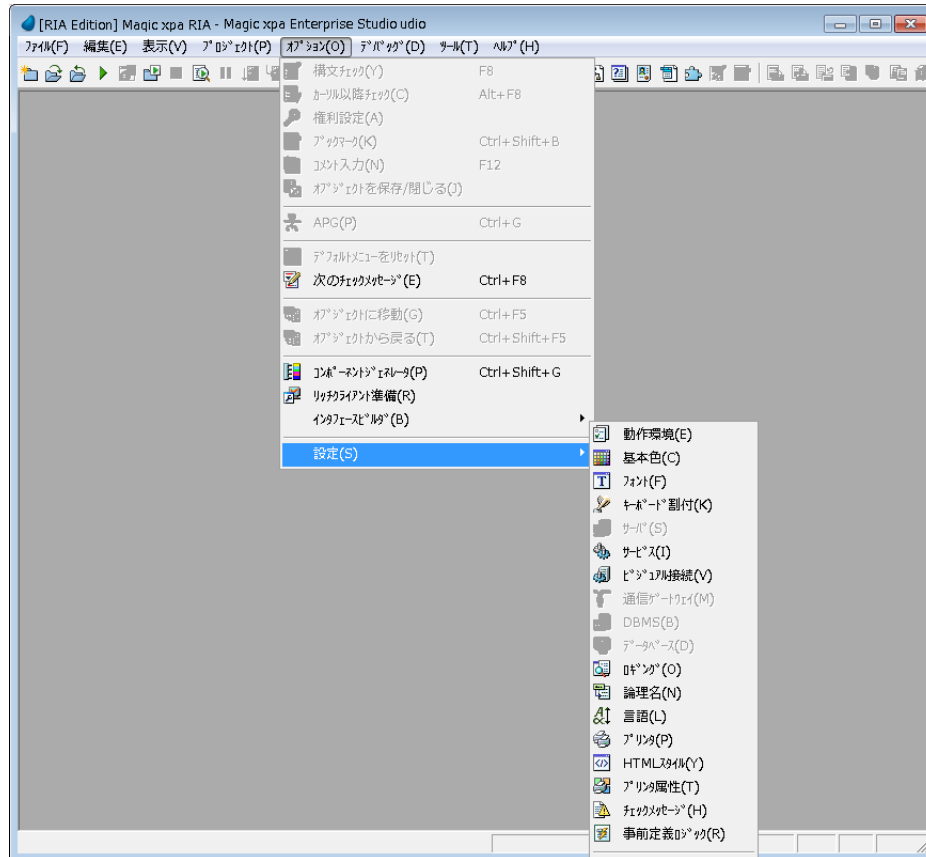 [RIA Edition] Magic xpa RIA - Magic xpa Enterprise Studio udio
ﾌｧｲﾙ(F) 編集(E) 表示(V) ﾌﾟﾛｼﾞｪｸﾄ(P) ｵﾌﾟｼｮﾝ(O) ﾃﾞﾊﾞｯｸﾞ(D) ﾂｰﾙ(T) ﾍﾙﾌﾟ(H)
構文ﾁｪｯｸ(Y) F8
ｶｰｿﾙ以降ﾁｪｯｸ(C) Alt+F8
権利設定(A)
ﾌﾞｯｸﾏｰｸ(K) Ctrl+Shift+B
ｺﾒﾝﾄ入力(N) F12
ｵﾌﾞｼﾞｪｸﾄを保存/閉じる(J)
APG(P) Ctrl+G
ﾃﾞﾌｫﾙﾄﾒﾆｭｰをﾘｾｯﾄ(T)
次のﾁｪｯｸﾒｯｾｰｼﾞ(E) Ctrl+F8
ｵﾌﾞｼﾞｪｸﾄに移動(G) Ctrl+F5
ｵﾌﾞｼﾞｪｸﾄから戻る(T) Ctrl+Shift+F5
ｺﾝﾎﾟｰﾈﾝﾄｼﾞｪﾈﾚｰﾀ(P) Ctrl+Shift+G
ﾘｯﾁｸﾗｲｱﾝﾄ準備(R)
ｲﾝﾀﾌｪｰｽﾋﾞﾙﾀﾞ(B)
設定(S)
動作環境(E)
基本色(C)
ﾌｫﾝﾄ(F)
ｷｰﾎﾞｰﾄﾞ割付(K)
ｻｰﾊﾞ(S)
ｻｰﾋﾞｽ(I)
ﾋﾞｼﾞｭｱﾙ接続(V)
通信ｹﾞｰﾄｳｪｲ(M)
DBMS(B)
ﾃﾞｰﾀﾍﾞｰｽ(D)
ﾛｷﾞﾝｸﾞ(O)
論理名(N)
言語(L)
ﾌﾟﾘﾝﾀ(P)
HTMLｽﾀｲﾙ(Y)
ﾌﾟﾘﾝﾀ属性(T)
ﾁｪｯｸﾒｯｾｰｼﾞ(H)
事前定義ﾛｼﾞｯｸ(R)